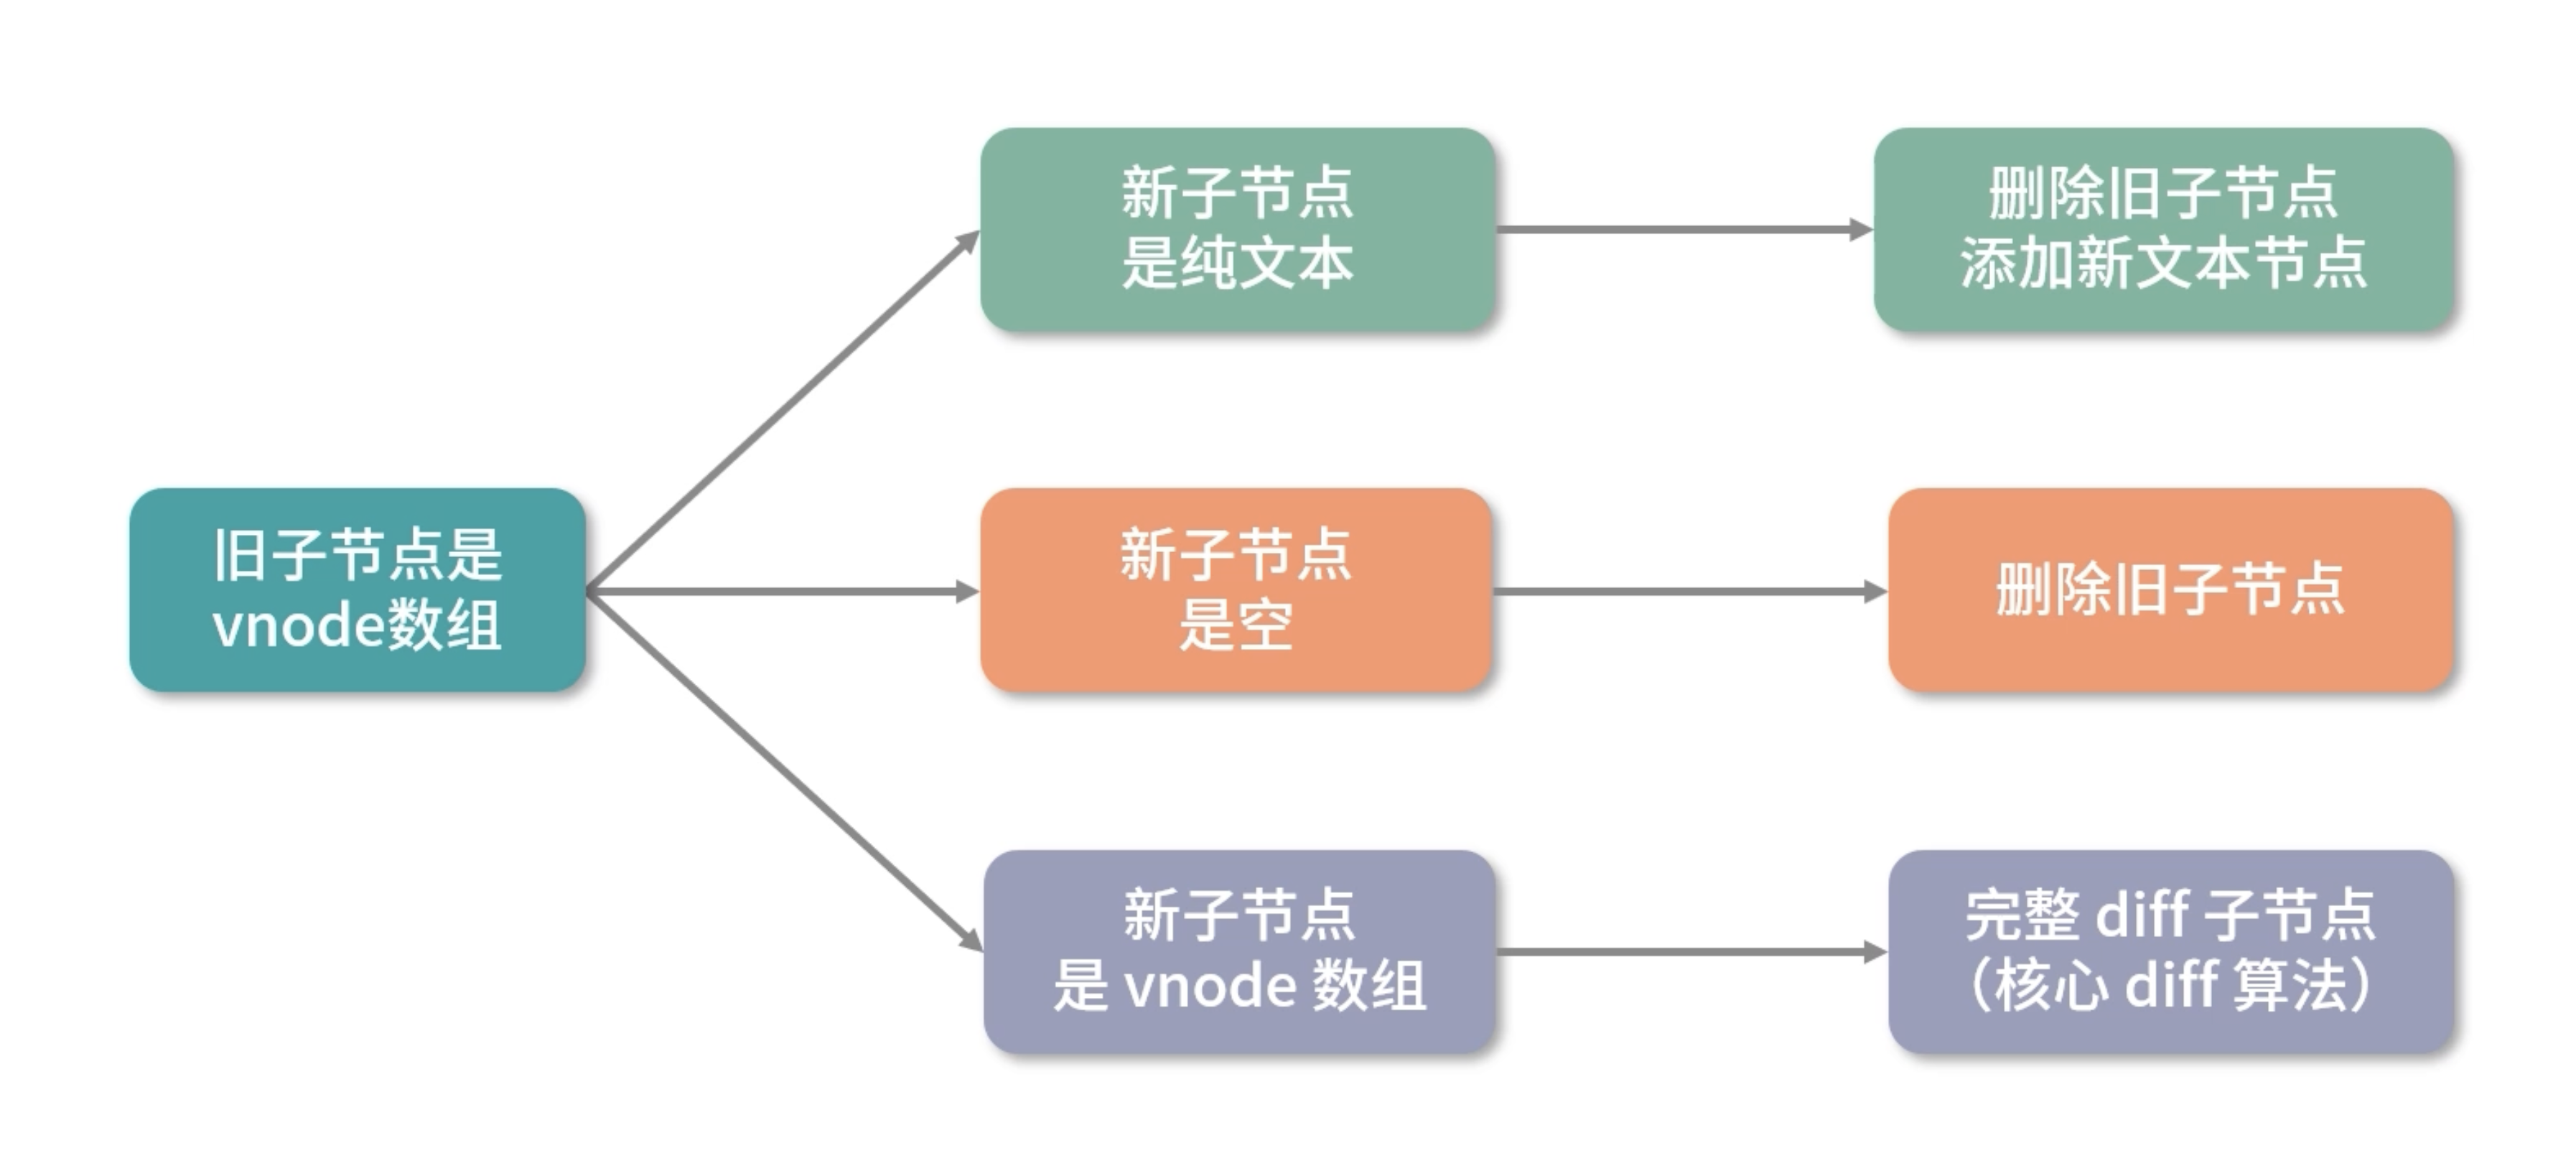 旧子节点是
vnode数组
新子节点
是纯文本
删除旧子节点
添加新文本节点
新子节点
是空
删除旧子节点
新子节点
是 vnode 数组
完整 diff 子节点
（核心 diff 算法）